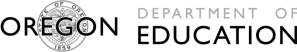 OREGON
DEPARTMENT OF
EDUCATION
1859